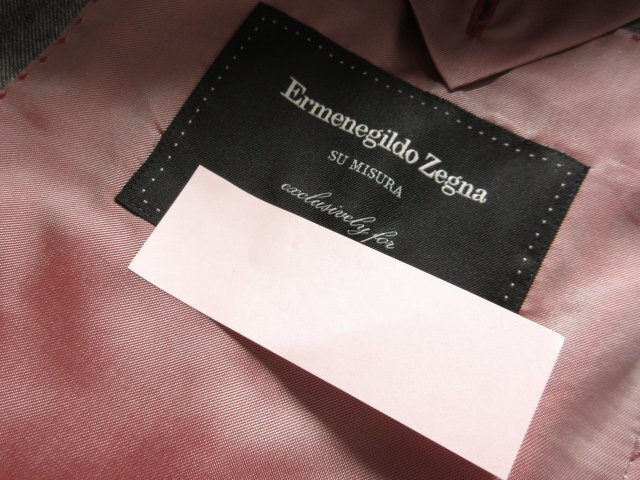 Ermenegildo Zegna
SU MISURA
exclusively for